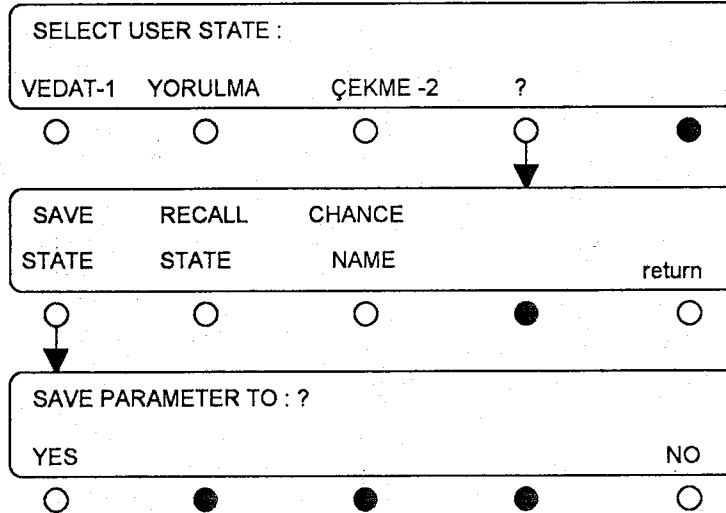 SELECT USER STATE :
VEDAT-1 YORULMA ÇEKME -2 ?
SAVE RECALL CHANCE
STATE STATE NAME return
SAVE PARAMETER TO : ?
YES NO